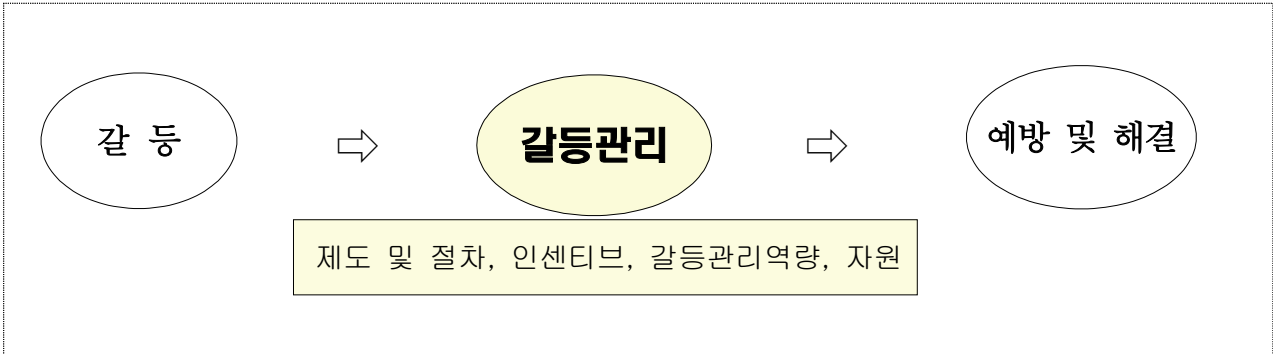 갈 등
⇨
갈등관리
⇨
예방 및 해결
제도 및 절차, 인센티브, 갈등관리역량, 자원